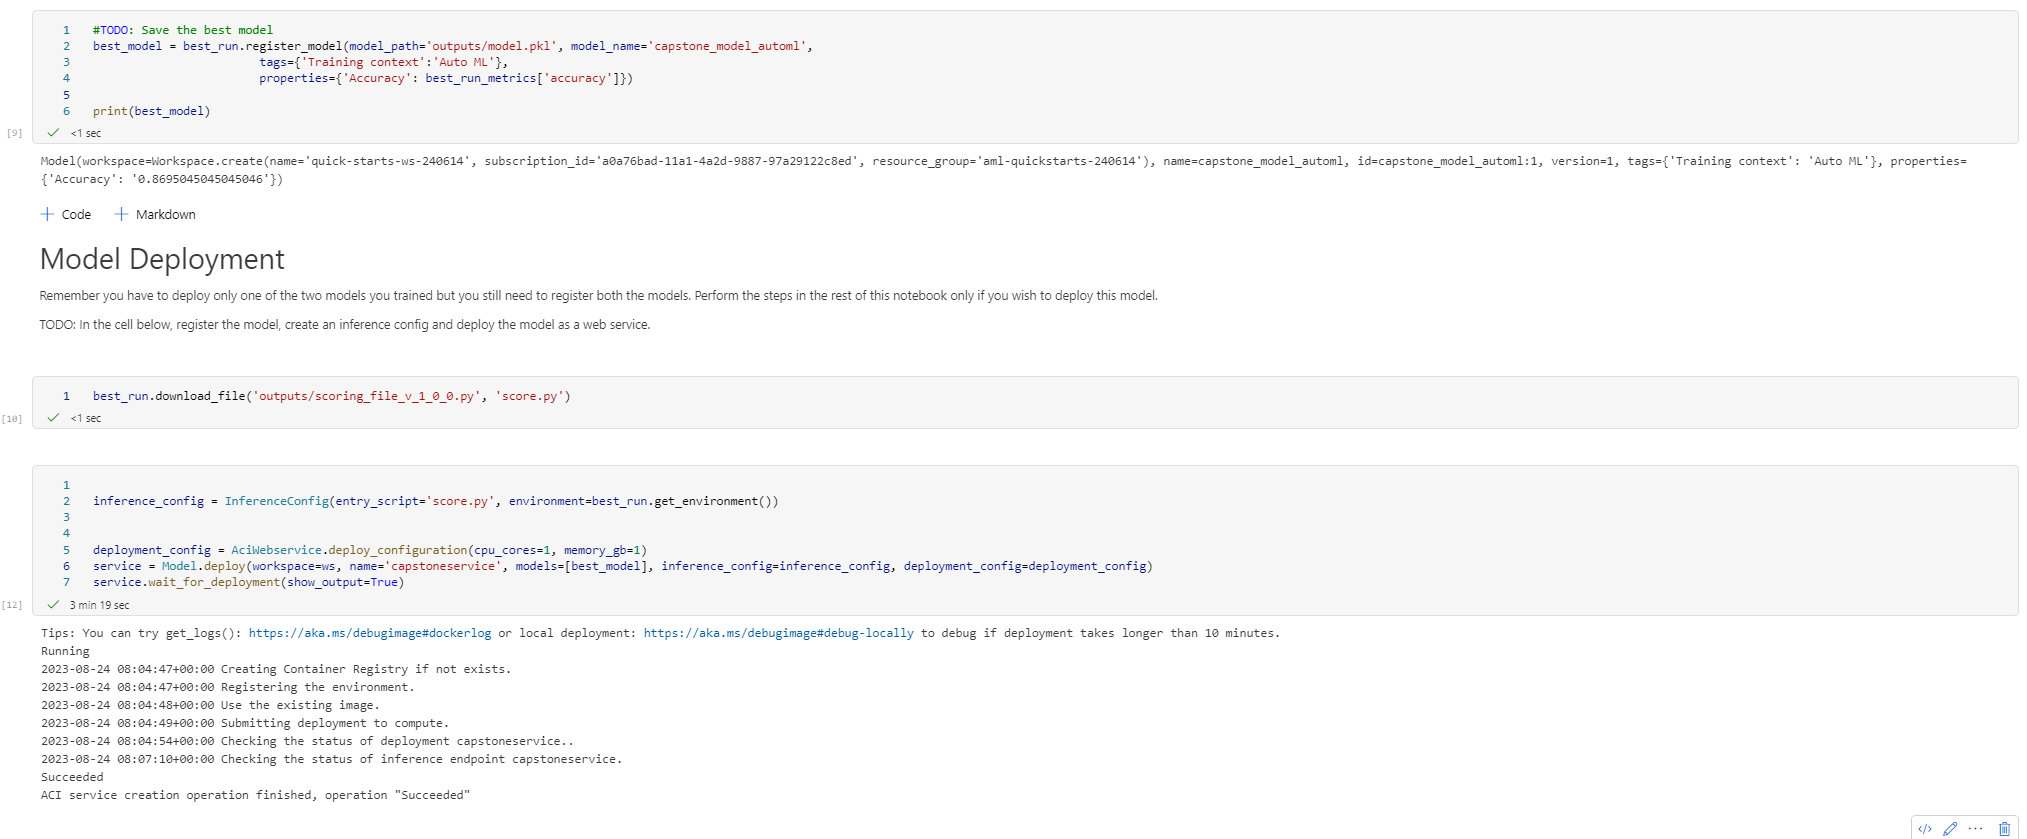 1 #TODO: Save the best model
2 best_model = best_run.register_model(model_path='outputs/model.pkl', model_name='capstone_model_automl',
3 tags={'Training context':'Auto ML'},
4 properties={'Accuracy': best_run_metrics['accuracy']})
5
6 print(best_model)
[9] <1 sec
Model(workspace=Workspace.create(name='quick-starts-ws-240614', subscription_id='a0a76bad-11a1-4a2d-9887-97a29122c8ed', resource_group='aml-quickstarts-240614'), name=capstone_model_automl, id=capstone_model_automl:1, version=1, tags={'Training context': 'Auto ML'}, properties=
{'Accuracy': '0.8695045045045046'})
+ Code + Markdown
Model Deployment
Remember you have to deploy only one of the two models you trained but you still need to register both the models. Perform the steps in the rest of this notebook only if you wish to deploy this model.
TODO: In the cell below, register the model, create an inference config and deploy the model as a web service.
1 best_run.download_file('outputs/scoring_file_v_1_0_0.py', 'score.py')
[10] <1 sec
1
2 inference_config = InferenceConfig(entry_script='score.py', environment=best_run.get_environment())
3
4
5 deployment_config = AciWebservice.deploy_configuration(cpu_cores=1, memory_gb=1)
6 service = Model.deploy(workspace=ws, name='capstoneservice', models=[best_model], inference_config=inference_config, deployment_config=deployment_config)
7 service.wait_for_deployment(show_output=True)
[12] 3 min 19 sec
Tips: You can try get_logs(): https://aka.ms/debugimage#dockerlog or local deployment: https://aka.ms/debugimage#debug-locally to debug if deployment takes longer than 10 minutes.
Running
2023-08-24 08:04:47+00:00 Creating Container Registry if not exists.
2023-08-24 08:04:47+00:00 Registering the environment.
2023-08-24 08:04:48+00:00 Use the existing image.
2023-08-24 08:04:49+00:00 Submitting deployment to compute.
2023-08-24 08:04:54+00:00 Checking the status of deployment capstoneservice..
2023-08-24 08:07:10+00:00 Checking the status of inference endpoint capstoneservice.
Succeeded
ACI service creation operation finished, operation "Succeeded"